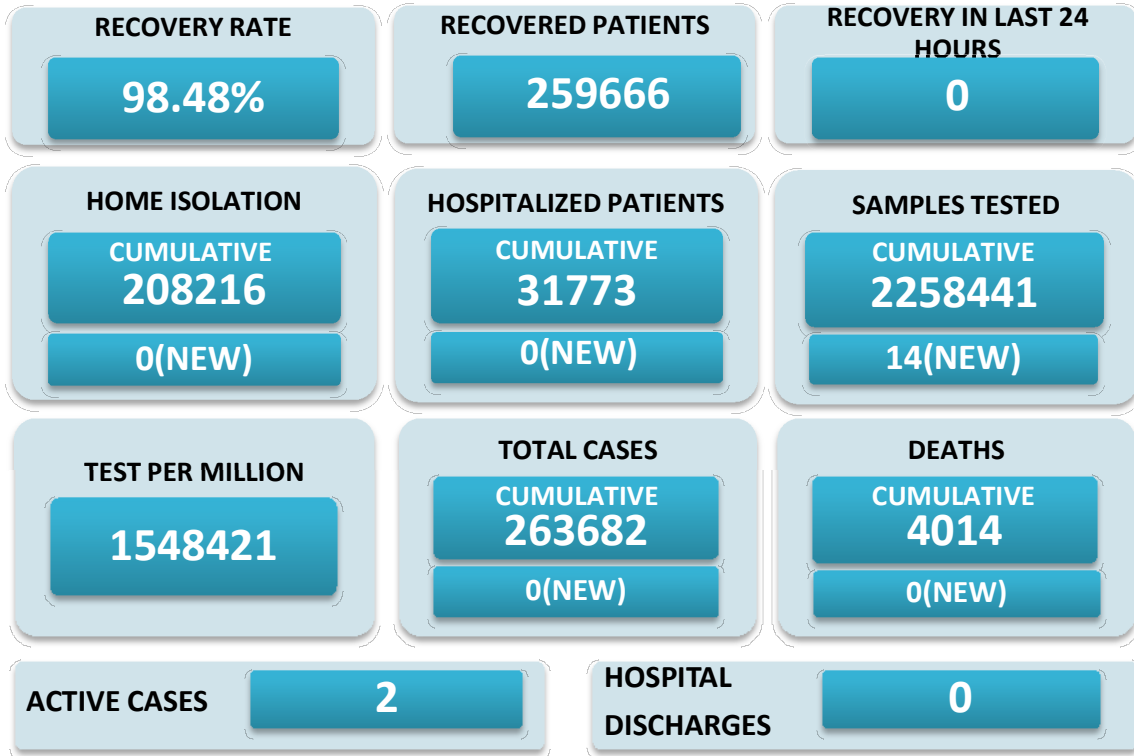 RECOVERY RATE
98.48%
RECOVERED PATIENTS
259666
RECOVERY IN LAST 24
HOURS
0
HOME ISOLATION
CUMULATIVE
208216
0(NEW)
HOSPITALIZED PATIENTS
CUMULATIVE
31773
0(NEW)
SAMPLES TESTED
CUMULATIVE
2258441
14(NEW)
TEST PER MILLION
1548421
TOTAL CASES
CUMULATIVE
263682
0(NEW)
DEATHS
CUMULATIVE
4014
0(NEW)
ACTIVE CASES
2
HOSPITAL
DISCHARGES
0